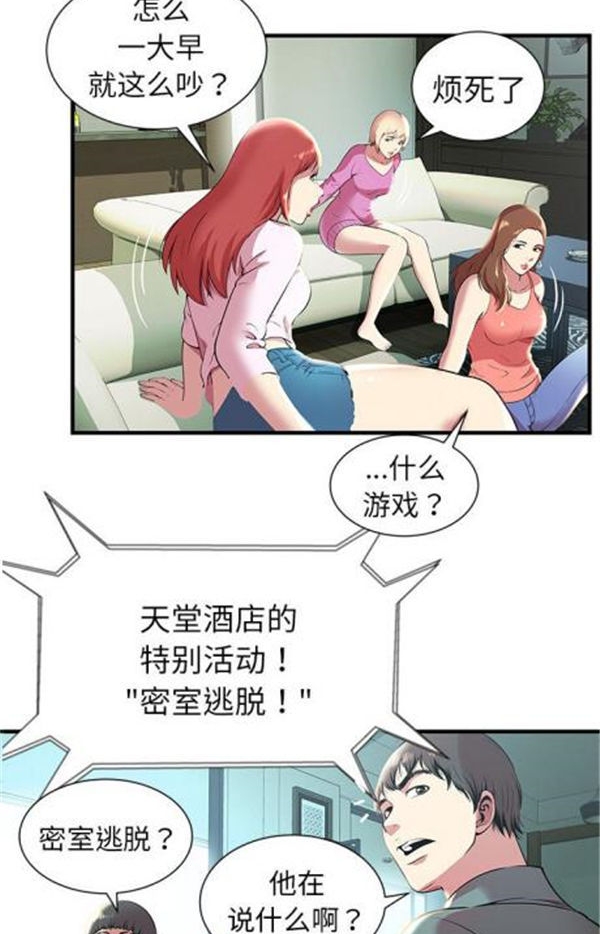 怎么
一大早
就这么吵？
烦死了
...什么
游戏？
天堂酒店的
特别活动！
"密室逃脱！"
密室逃脱？
他在
说什么啊？